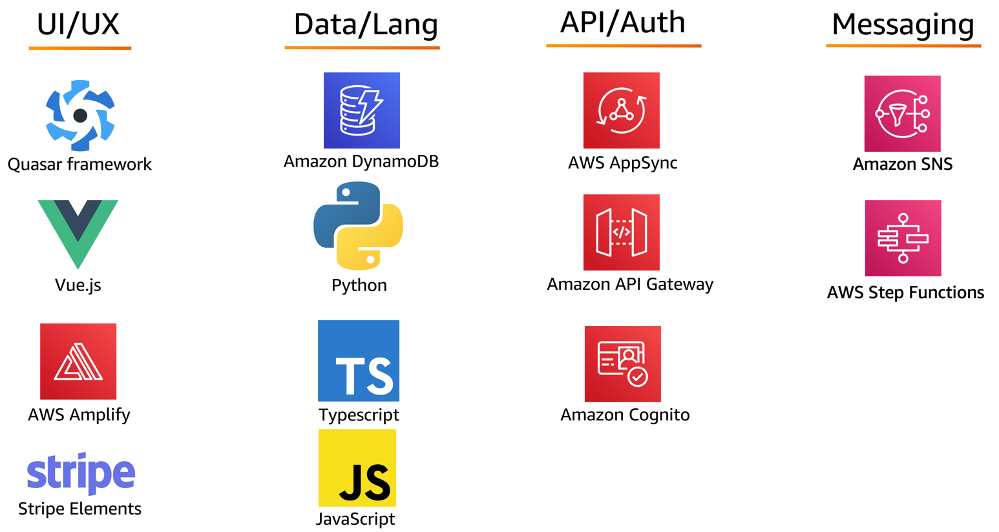 UI/UX
Quasar framework
Vue.js
AWS Amplify
stripe
Stripe Elements
Data/Lang
Amazon DynamoDB
Python
TS
Typescript
JS
JavaScript
API/Auth
AWS AppSync
</>
Amazon API Gateway
Amazon Cognito
Messaging
Amazon SNS
AWS Step Functions